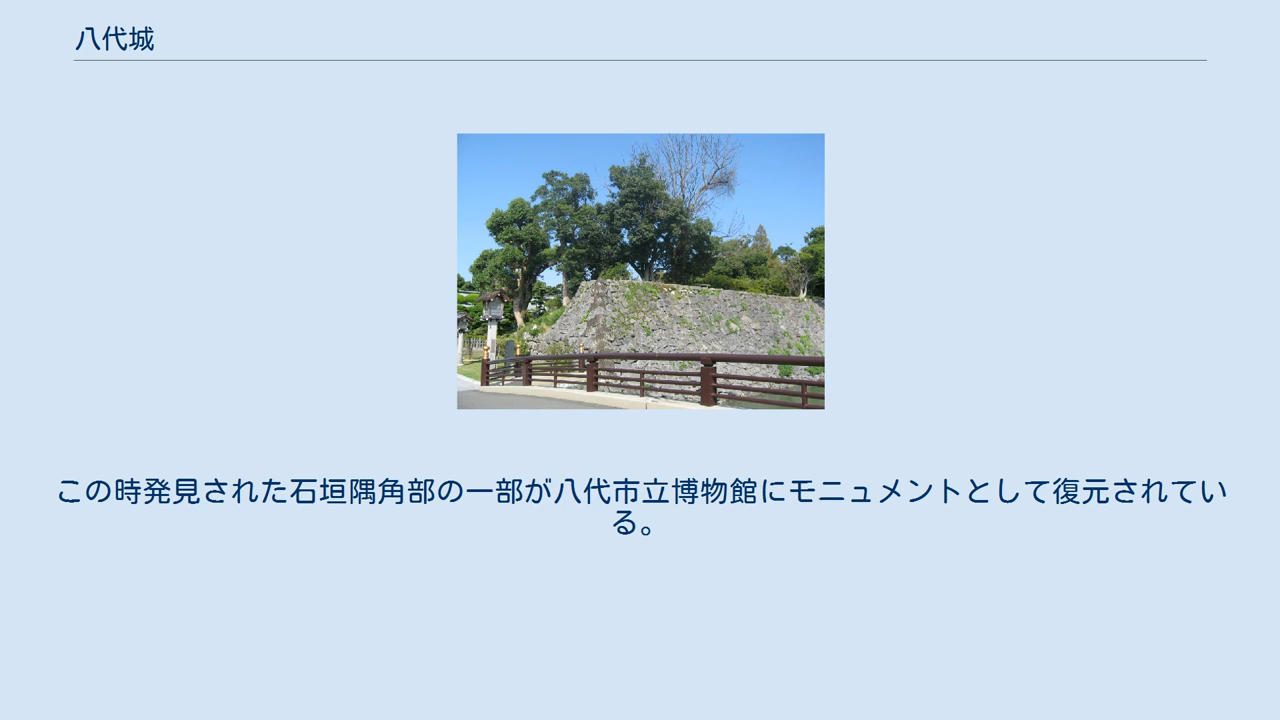 八代城
この時発見された石垣隅角部の一部が八代市立博物館にモニュメントとして復元されてい
る。